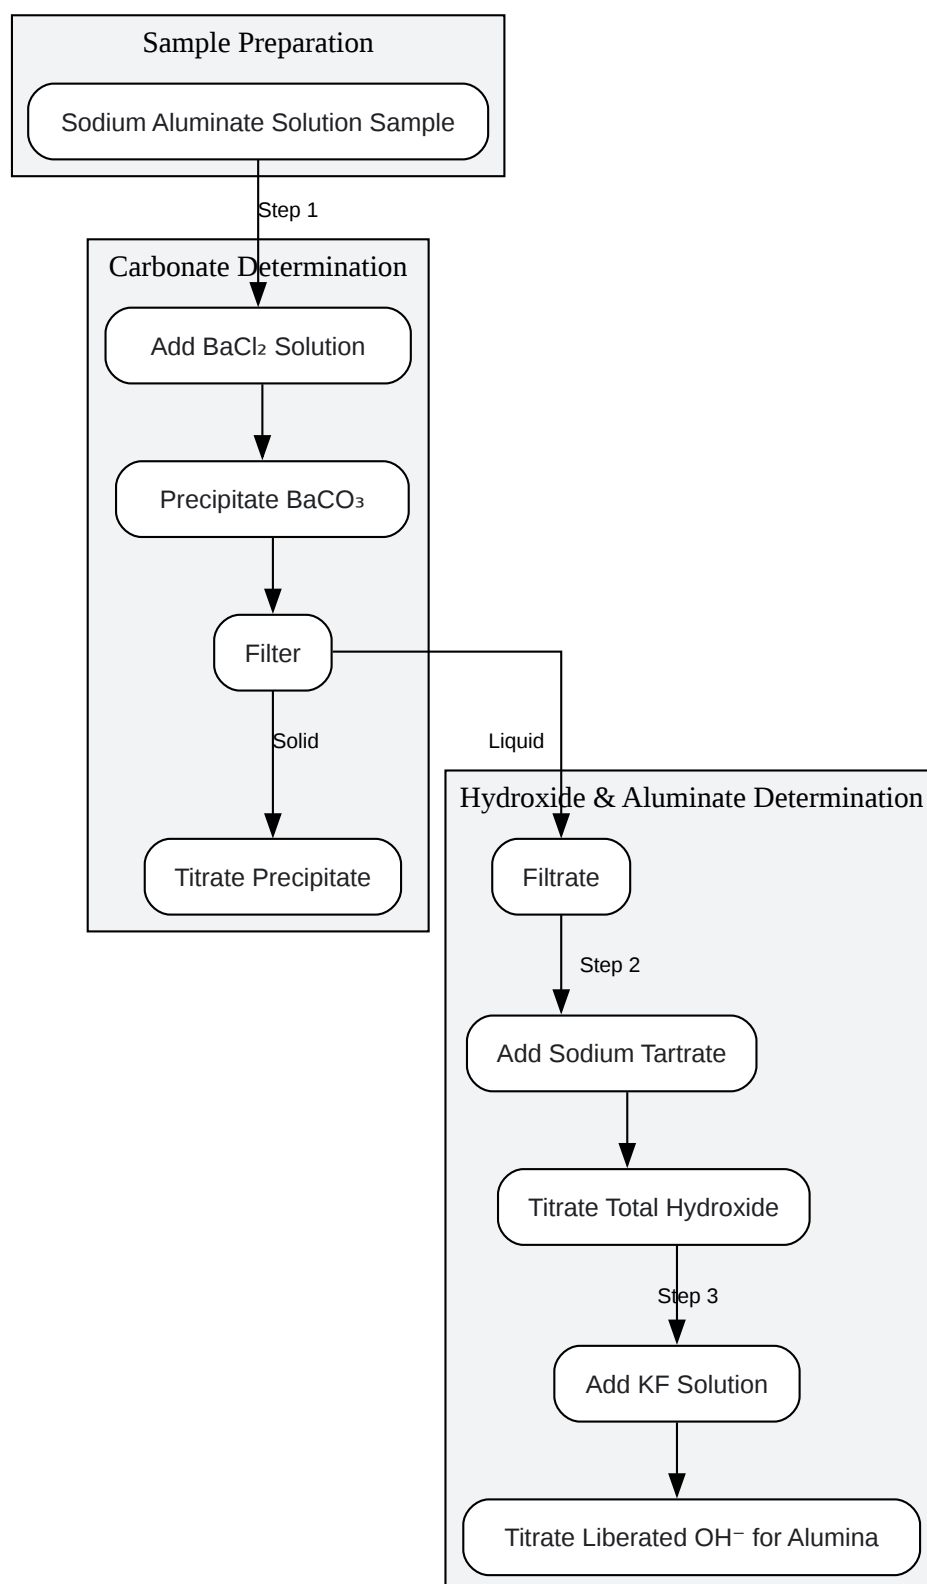 Sample Preparation
Sodium Aluminate Solution Sample
Step 1
Carbonate Determination
Add BaCl₂ Solution
Precipitate BaCO₃
Filter
Solid
Liquid
Titrate Precipitate
Hydroxide & Aluminate Determination
Filtrate
Step 2
Add Sodium Tartrate
Titrate Total Hydroxide
Step 3
Add KF Solution
Titrate Liberated OH⁻ for Alumina